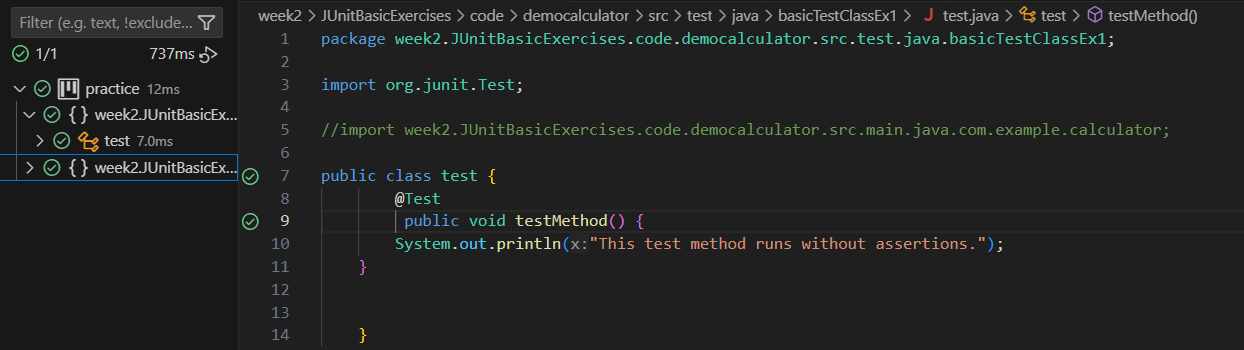 Filter (e.g. text, !exclude...
1/1 737ms
practice 12ms
{ } week2.JUnitBasicEx...
test 7.0ms
{ } week2.JUnitBasicEx...
week2 > JUnitBasicExercises > code > democalculator > src > test > java > basicTestClassEx1 > J test.java > test > testMethod()
1 package week2.JUnitBasicExercises.code.democalculator.src.test.java.basicTestClassEx1;
2
3 import org.junit.Test;
4
5 //import week2.JUnitBasicExercises.code.democalculator.src.main.java.com.example.calculator;
6
7 public class test {
8 @Test
9 public void testMethod() {
10 System.out.println(x:"This test method runs without assertions.");
11 }
12
13
14 }